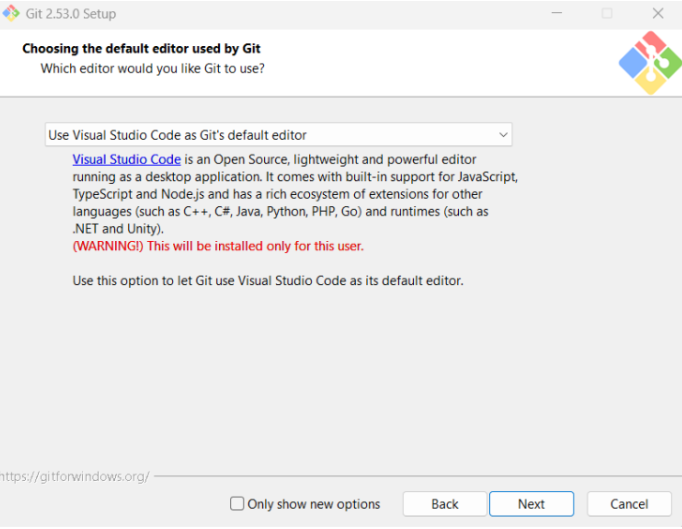 Git 2.53.0 Setup
Choosing the default editor used by Git
Which editor would you like Git to use?
Use Visual Studio Code as Git's default editor
Visual Studio Code is an Open Source, lightweight and powerful editor
running as a desktop application. It comes with built-in support for JavaScript,
TypeScript and Node.js and has a rich ecosystem of extensions for other
languages (such as C++, C#, Java, Python, PHP, Go) and runtimes (such as
.NET and Unity).
(WARNING!) This will be installed only for this user.
Use this option to let Git use Visual Studio Code as its default editor.
https://gitforwindows.org/
Only show new options
Back
Next
Cancel